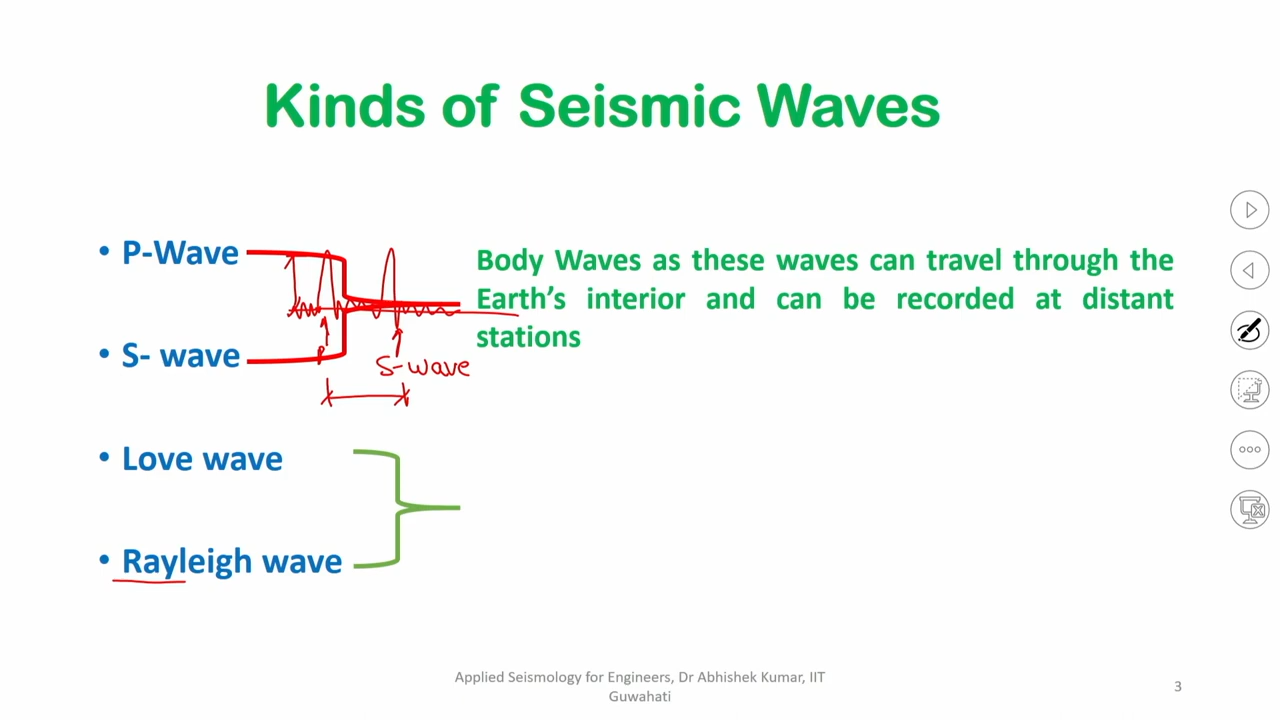 Kinds of Seismic Waves
• P-Wave
Body Waves as these waves can travel through the
Earth's interior and can be recorded at distant
stations
P
• S- wave
S-wave
• Love wave
• Rayleigh wave
Applied Seismology for Engineers, Dr Abhishek Kumar, IIT
Guwahati
3